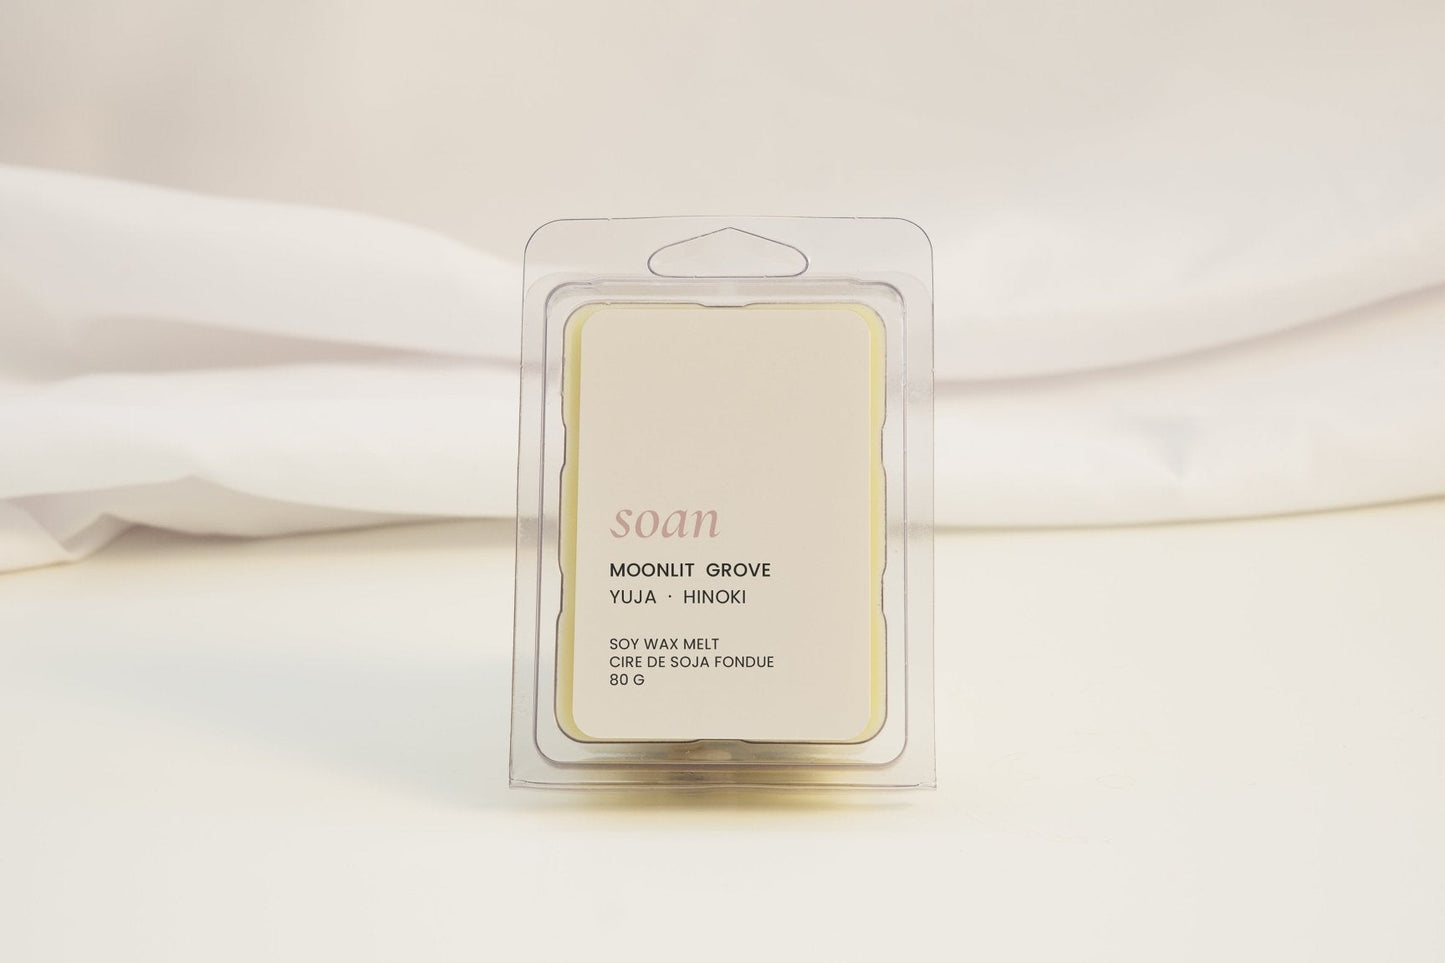 soan
MOONLIT GROVE
YUJA · HINOKI
SOY WAX MELT
CIRE DE SOJA FONDUE
80 G